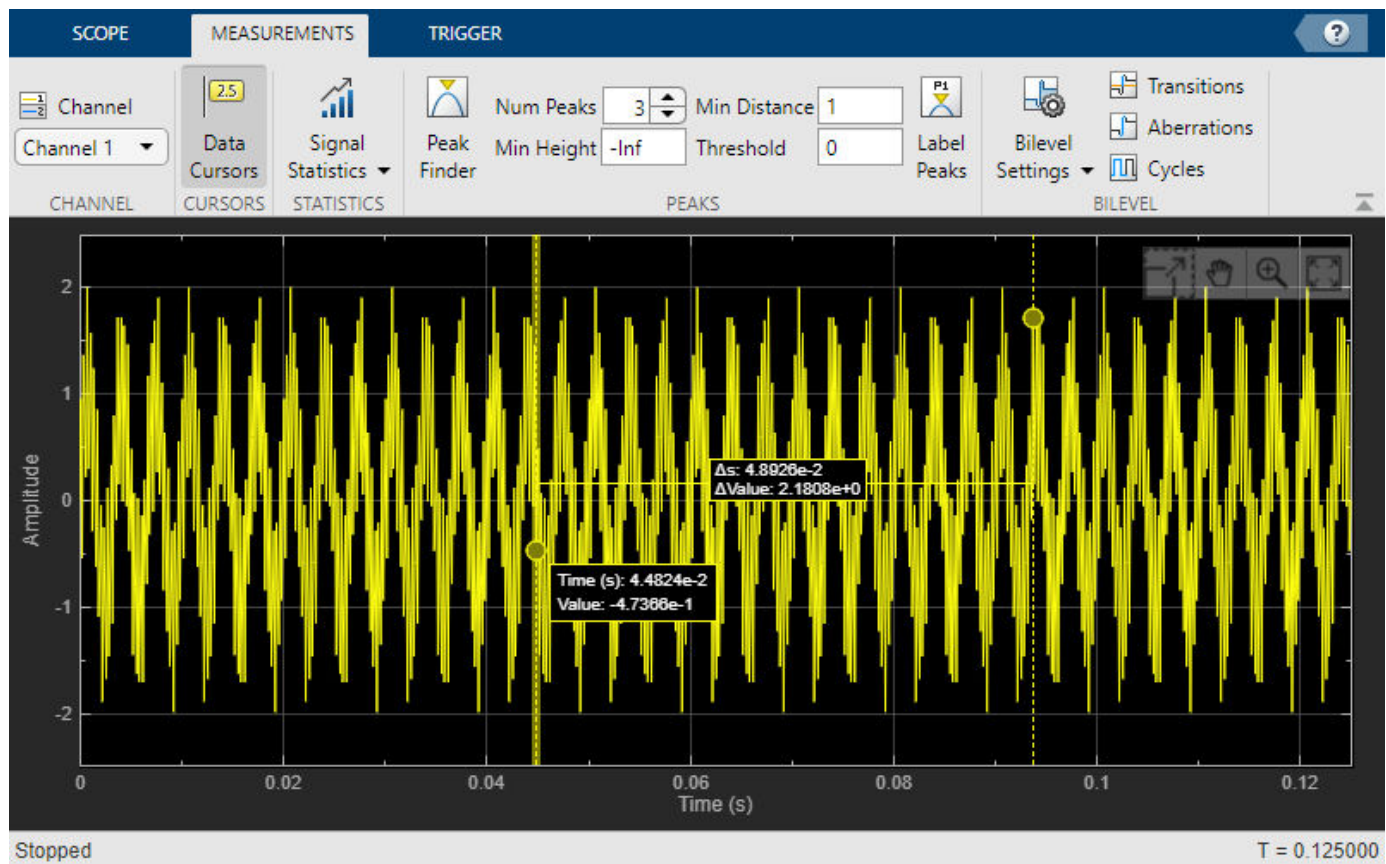 SCOPE
MEASUREMENTS
TRIGGER
?
1
2
Channel
Channel 1
CHANNEL
2.5
Data
Cursors
CURSORS
Signal
Statistics
STATISTICS
Peak
Finder
Num Peaks 3
Min Distance 1
Min Height -Inf
Threshold 0
P1
Label
Peaks
PEAKS
Bilevel
Settings
Transitions
Aberrations
Cycles
BILEVEL
Amplitude
2
1
0
-1
-2
Δs: 4.8926e-2
ΔValue: 2.1808e+0
Time (s): 4.4824e-2
Value: -4.7366e-1
0 0.02 0.04 0.06 0.08 0.1 0.12
Time (s)
Stopped
T = 0.125000